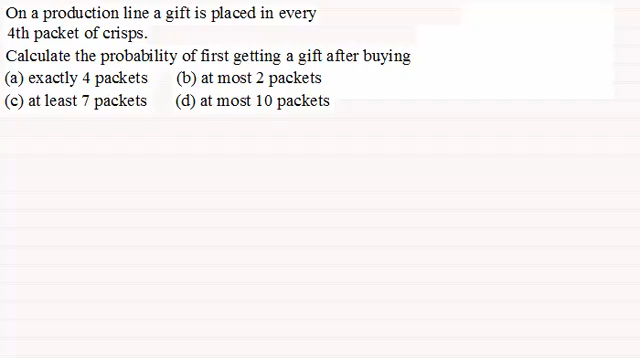 On a production line a gift is placed in every
4th packet of crisps.
Calculate the probability of first getting a gift after buying
(a) exactly 4 packets (b) at most 2 packets
(c) at least 7 packets (d) at most 10 packets